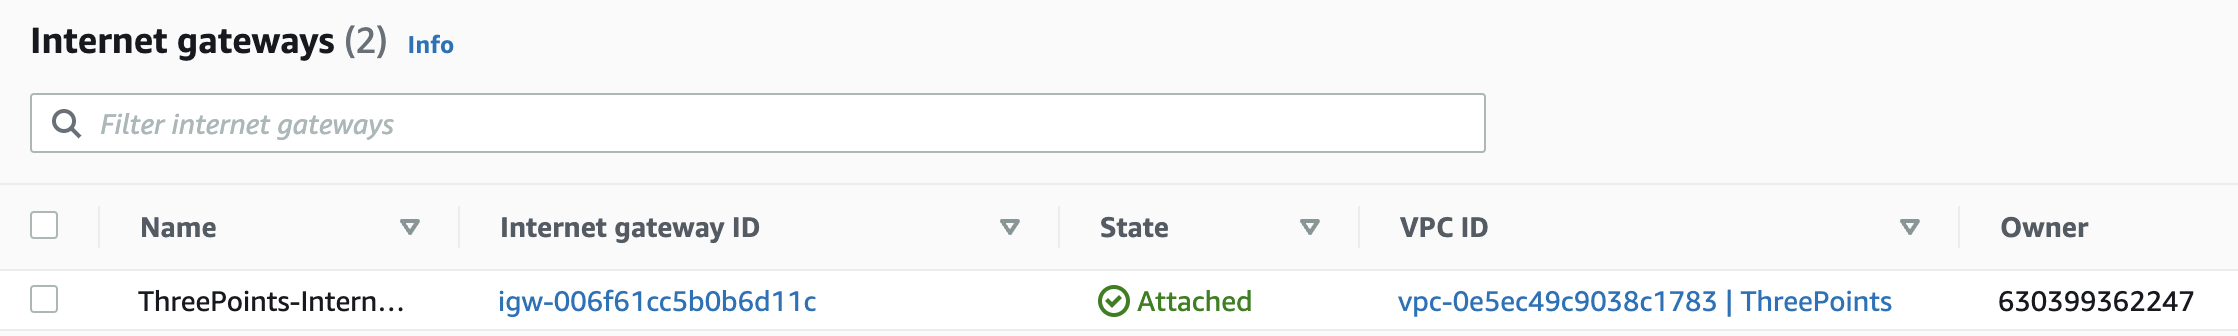 Internet gateways (2) Info
Filter internet gateways
Name Internet gateway ID State VPC ID Owner
ThreePoints-Intern... igw-006f61cc5b0b6d11c Attached vpc-0e5ec49c9038c1783 | ThreePoints 630399362247